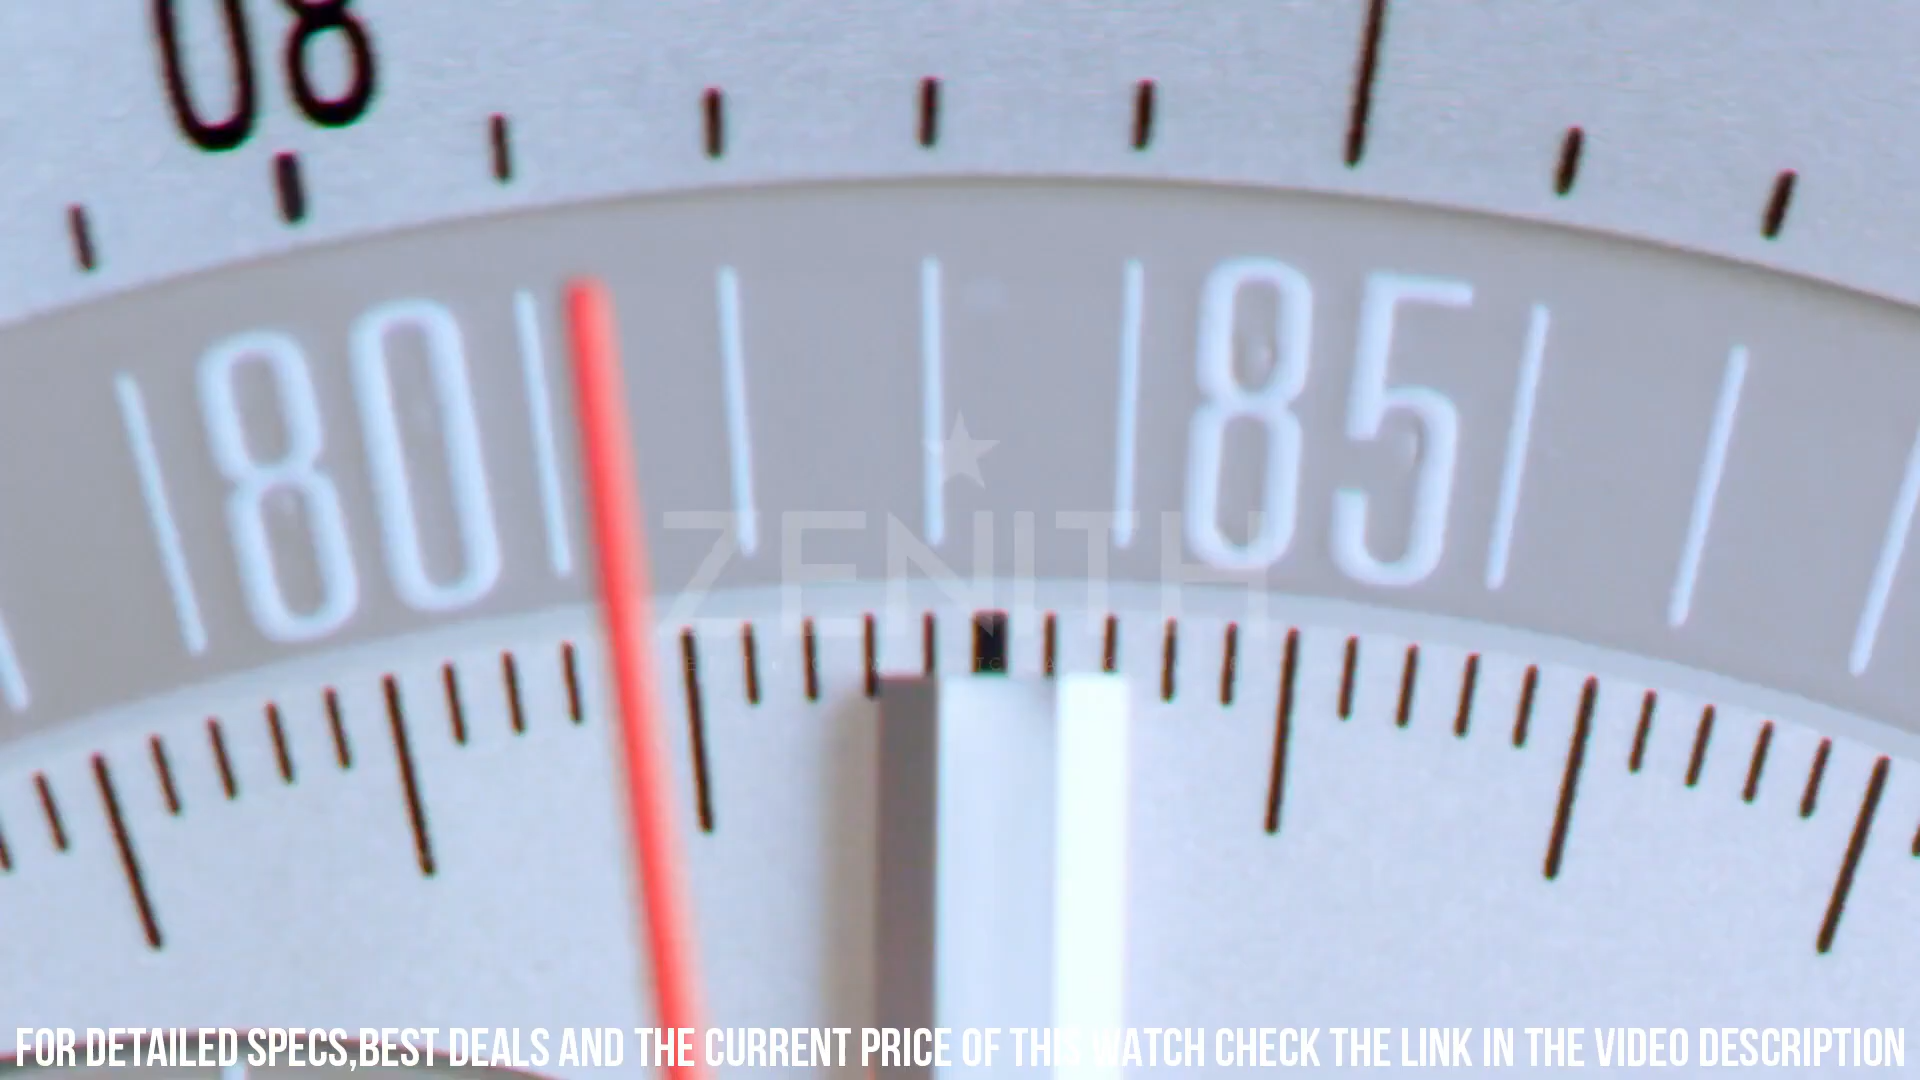 80
80
85
ZENITH
FOR DETAILED SPECS,BEST DEALS AND THE CURRENT PRICE OF THIS WATCH CHECK THE LINK IN THE VIDEO DESCRIPTION